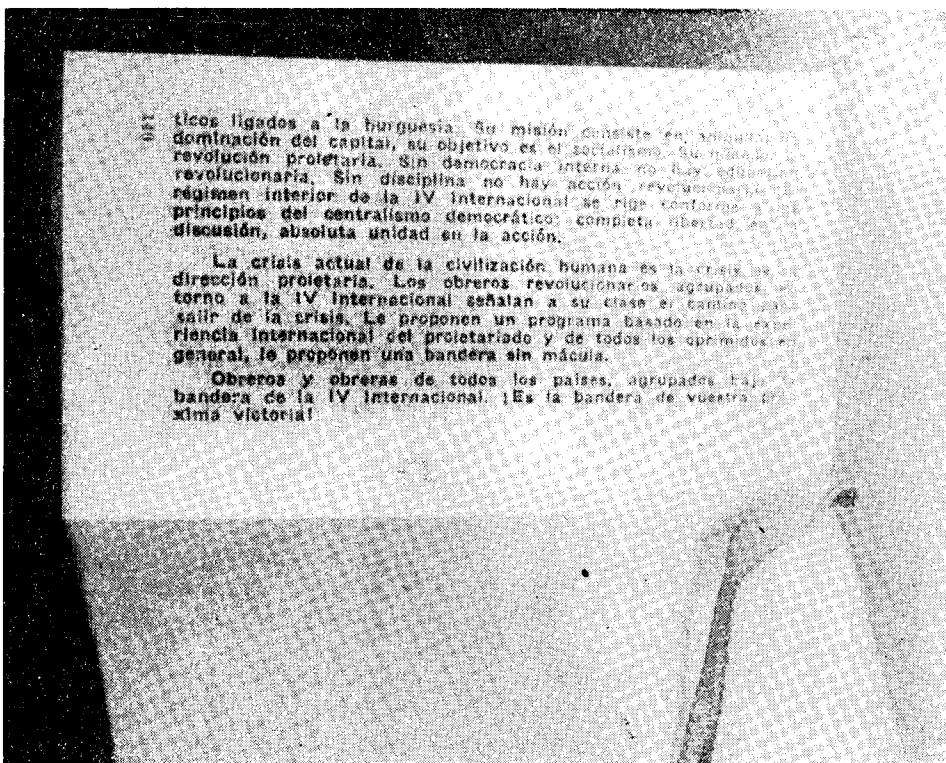 ticos ligados a la burguesía. Su misión consiste en
dominación del capital, su objetivo es el socialismo. Su
revolución proletaria. Sin democracia interna no hay
revolucionaria. Sin disciplina no hay acción revolucionaria.
régimen interior de la IV Internacional se rige conforme a
principios del centralismo democrático: completa libertad en
discusión, absoluta unidad en la acción.
La crisis actual de la civilización humana es la crisis de
dirección proletaria. Los obreros revolucionarios agrupados
torno a la IV Internacional señalan a su clase el camino
salir de la crisis. Le proponen un programa basado en la expe
riencia internacional del proletariado y de todos los oprimidos en
general, le proponen una bandera sin mácula.
Obreros y obreras de todos los países, agrupados bajo
bandera de la IV Internacional. ¡Es la bandera de vuestra
xima victoria!